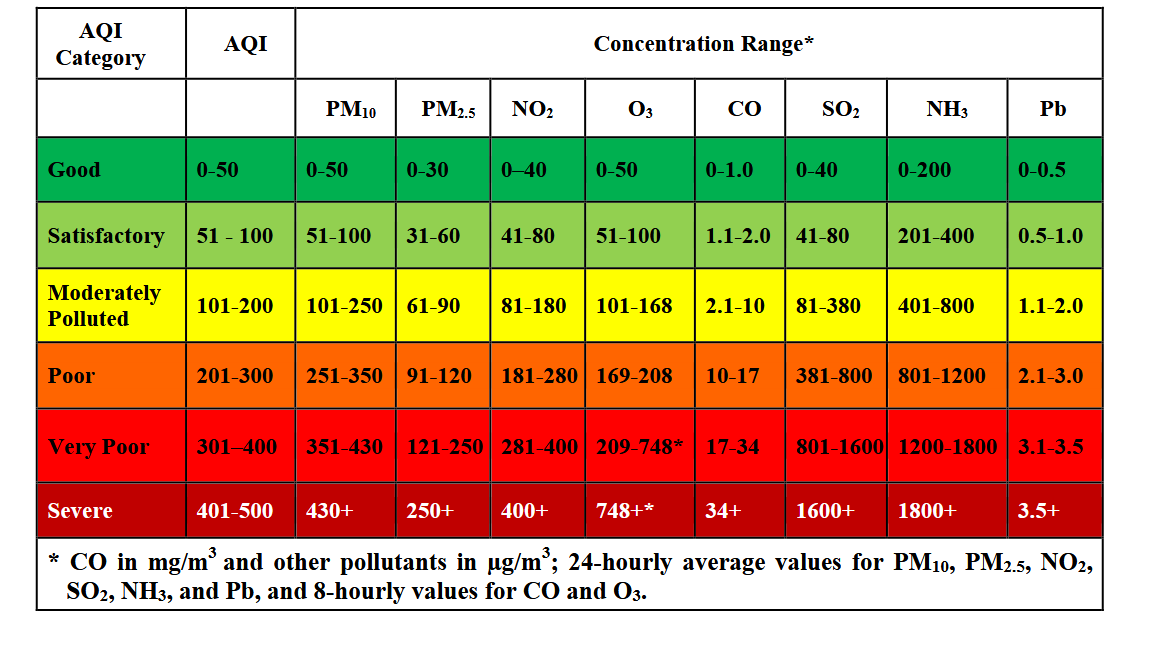 AQI Category AQI Concentration Range*
PM₁₀ PM₂.₅ NO₂ O₃ CO SO₂ NH₃ Pb
Good 0-50 0-50 0-30 0–40 0-50 0-1.0 0-40 0-200 0-0.5
Satisfactory 51 - 100 51-100 31-60 41-80 51-100 1.1-2.0 41-80 201-400 0.5-1.0
Moderately Polluted 101-200 101-250 61-90 81-180 101-168 2.1-10 81-380 401-800 1.1-2.0
Poor 201-300 251-350 91-120 181-280 169-208 10-17 381-800 801-1200 2.1-3.0
Very Poor 301–400 351-430 121-250 281-400 209-748* 17-34 801-1600 1200-1800 3.1-3.5
Severe 401-500 430+ 250+ 400+ 748+* 34+ 1600+ 1800+ 3.5+
* CO in mg/m³ and other pollutants in µg/m³; 24-hourly average values for PM₁₀, PM₂.₅, NO₂,
SO₂, NH₃, and Pb, and 8-hourly values for CO and O₃.